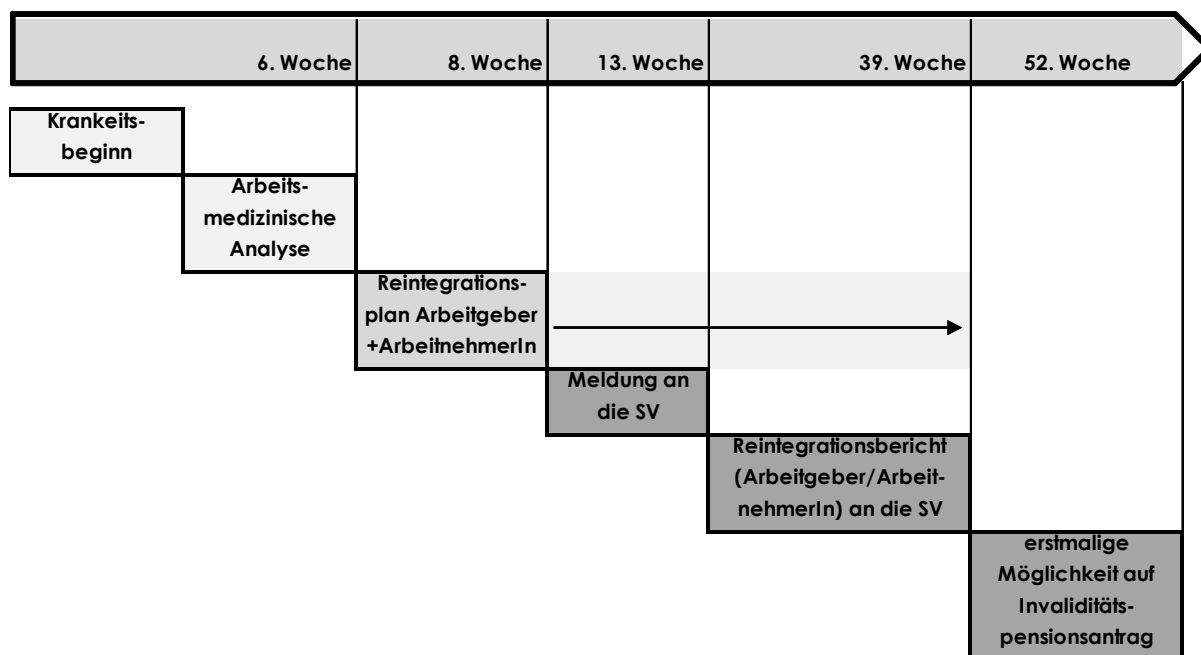 6. Woche
8. Woche
13. Woche
39. Woche
52. Woche
Krankeits-
beginn
Arbeits-
medizinische
Analyse
Reintegrations-
plan Arbeitgeber
+ArbeitnehmerIn
Meldung an
die SV
Reintegrationsbericht
(Arbeitgeber/Arbeit-
nehmerIn) an die SV
erstmalige
Möglichkeit auf
Invaliditäts-
pensionsantrag